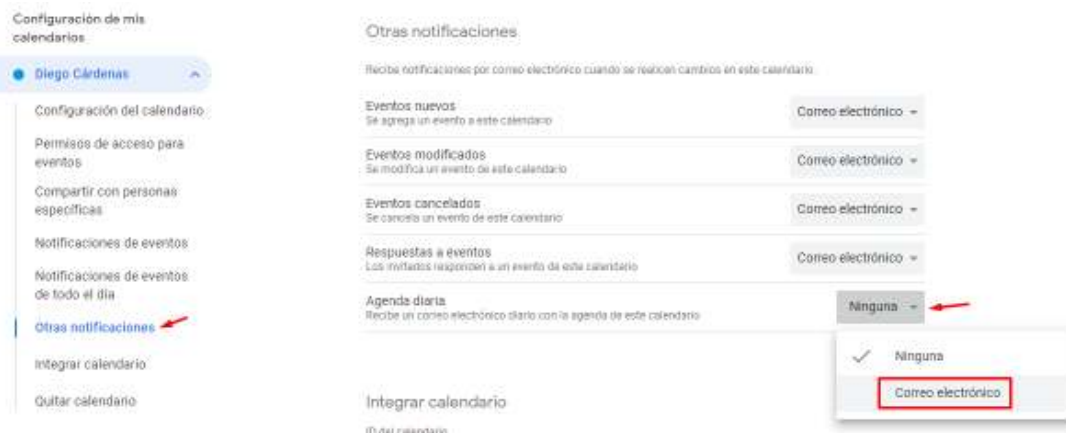 Configuración de mis
calendarios
Diego Cárdenas
Configuración del calendario
Permisos de acceso para
eventos
Compartir con personas
específicas
Notificaciones de eventos
Notificaciones de eventos
de todo el día
Otras notificaciones
Integrar calendario
Quitar calendario
Otras notificaciones
Recibe notificaciones por correo electrónico cuando se realicen cambios en este calendario.
Eventos nuevos
Correo electrónico
Se agrega un evento a este calendario
Eventos modificados
Correo electrónico
Se modifica un evento de este calendario
Eventos cancelados
Correo electrónico
Se cancela un evento de este calendario
Respuestas a eventos
Correo electrónico
Los invitados responden a un evento de este calendario
Agenda diaria
Ninguna
Recibe un correo electrónico diario con la agenda de este calendario
Ninguna
Correo electrónico
Integrar calendario
ID del calendario